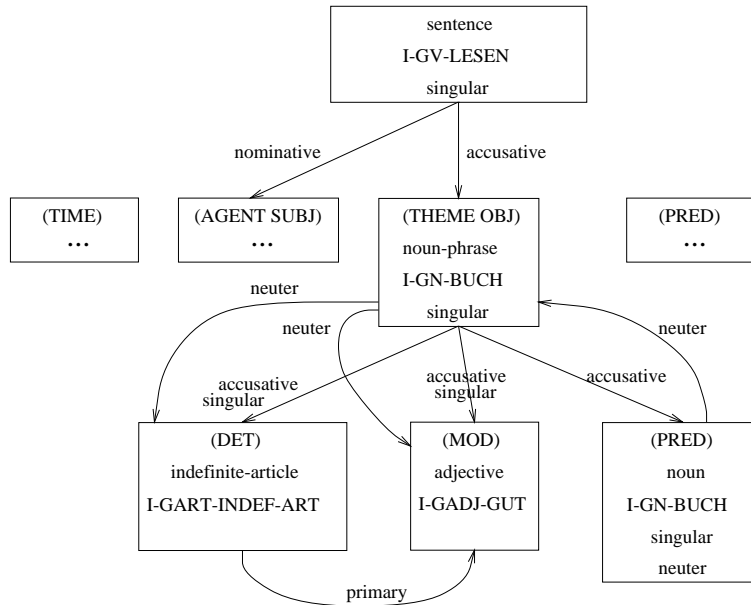 sentence
I-GV-LESEN
singular
nominative
accusative
(TIME)
...
(AGENT SUBJ)
...
(THEME OBJ)
noun-phrase
I-GN-BUCH
singular
(PRED)
...
neuter
neuter
neuter
accusative
singular
accusative
singular
accusative
(DET)
indefinite-article
I-GART-INDEF-ART
(MOD)
adjective
I-GADJ-GUT
(PRED)
noun
I-GN-BUCH
singular
neuter
primary